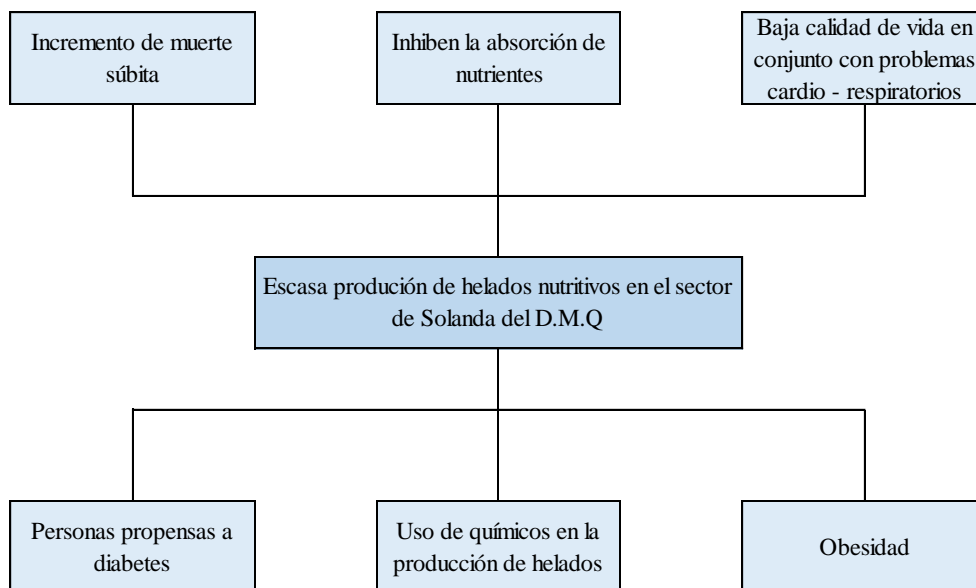 Incremento de muerte
súbita
Inhiben la absorción de
nutrientes
Baja calidad de vida en
conjunto con problemas
cardio - respiratorios
Escasa produción de helados nutritivos en el sector
de Solanda del D.M.Q
Personas propensas a
diabetes
Uso de químicos en la
producción de helados
Obesidad